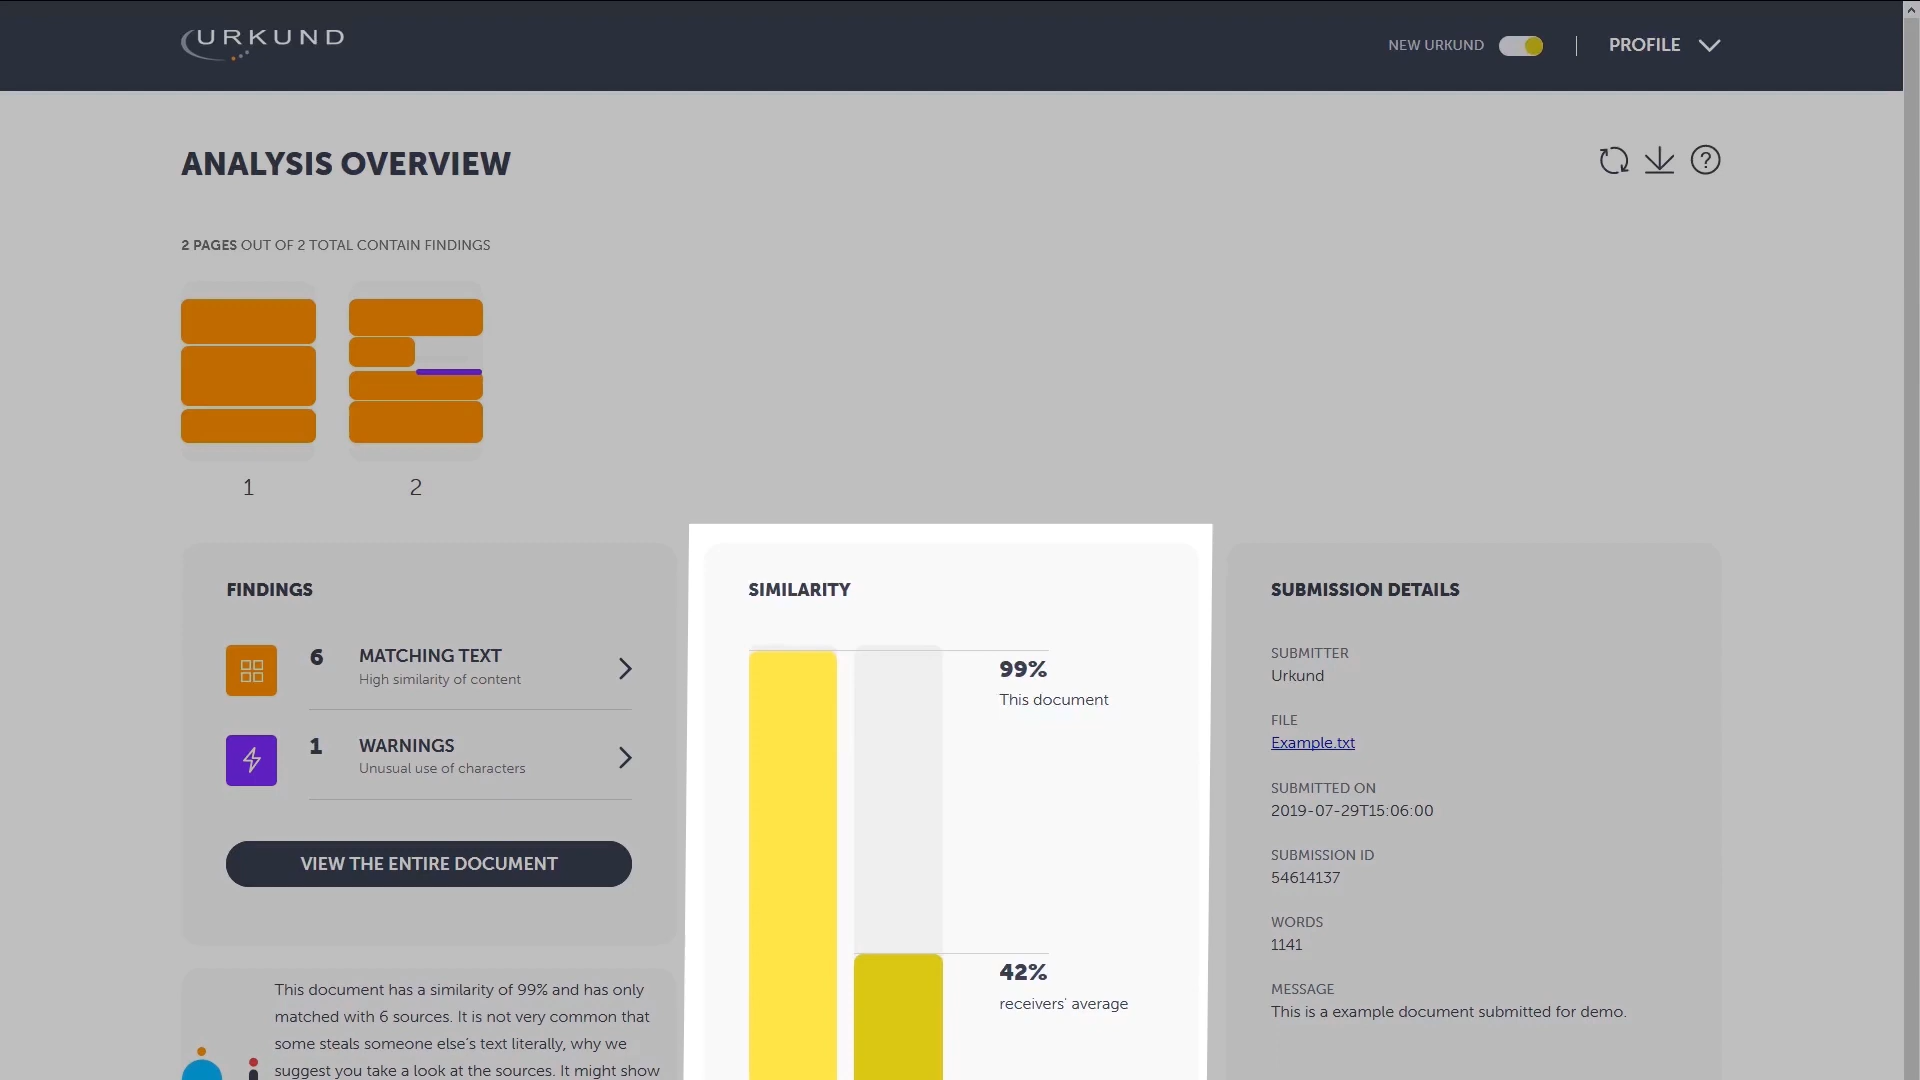 URKUND
NEW URKUND
PROFILE
ANALYSIS OVERVIEW
?
2 PAGES OUT OF 2 TOTAL CONTAIN FINDINGS
1
2
FINDINGS
6
MATCHING TEXT
High similarity of content
1
WARNINGS
Unusual use of characters
VIEW THE ENTIRE DOCUMENT
This document has a similarity of 99% and has only
matched with 6 sources. It is not very common that
some steals someone else's text literally, why we
suggest you take a look at the sources. It might show
SIMILARITY
99%
This document
42%
receivers' average
SUBMISSION DETAILS
SUBMITTER
Urkund
FILE
Example.txt
SUBMITTED ON
2019-07-29T15:06:00
SUBMISSION ID
54614137
WORDS
1141
MESSAGE
This is a example document submitted for demo.